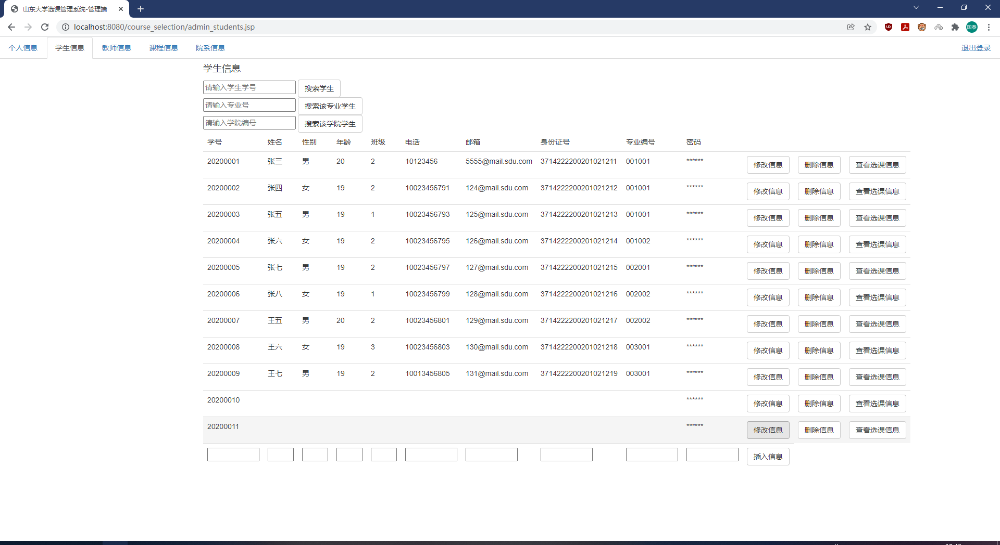 山东大学选课管理系统-管理端
localhost:8080/course_selection/admin_students.jsp
国泰
个人信息 学生信息 教师信息 课程信息 院系信息 退出登录
学生信息
请输入学生学号 搜索学生
请输入专业号 搜索该专业学生
请输入学院编号 搜索该学院学生
学号 姓名 性别 年龄 班级 电话 邮箱 身份证号 专业编号 密码
20200001 张三 男 20 2 10123456 5555@mail.sdu.com 3714222200201021211 001001 ****** 修改信息 删除信息 查看选课信息
20200002 张四 女 19 2 10023456791 124@mail.sdu.com 3714222200201021212 001001 ****** 修改信息 删除信息 查看选课信息
20200003 张五 男 19 1 10023456793 125@mail.sdu.com 3714222200201021213 001001 ****** 修改信息 删除信息 查看选课信息
20200004 张六 女 19 2 10023456795 126@mail.sdu.com 3714222200201021214 001002 ****** 修改信息 删除信息 查看选课信息
20200005 张七 男 19 2 10023456797 127@mail.sdu.com 3714222200201021215 002001 ****** 修改信息 删除信息 查看选课信息
20200006 张八 女 19 1 10023456799 128@mail.sdu.com 3714222200201021216 002002 ****** 修改信息 删除信息 查看选课信息
20200007 王五 男 20 2 10023456801 129@mail.sdu.com 3714222200201021217 002002 ****** 修改信息 删除信息 查看选课信息
20200008 王六 女 19 3 10023456803 130@mail.sdu.com 3714222200201021218 003001 ****** 修改信息 删除信息 查看选课信息
20200009 王七 男 19 2 10013456805 131@mail.sdu.com 3714222200201021219 003001 ****** 修改信息 删除信息 查看选课信息
20200010 ****** 修改信息 删除信息 查看选课信息
20200011 ****** 修改信息 删除信息 查看选课信息
插入信息